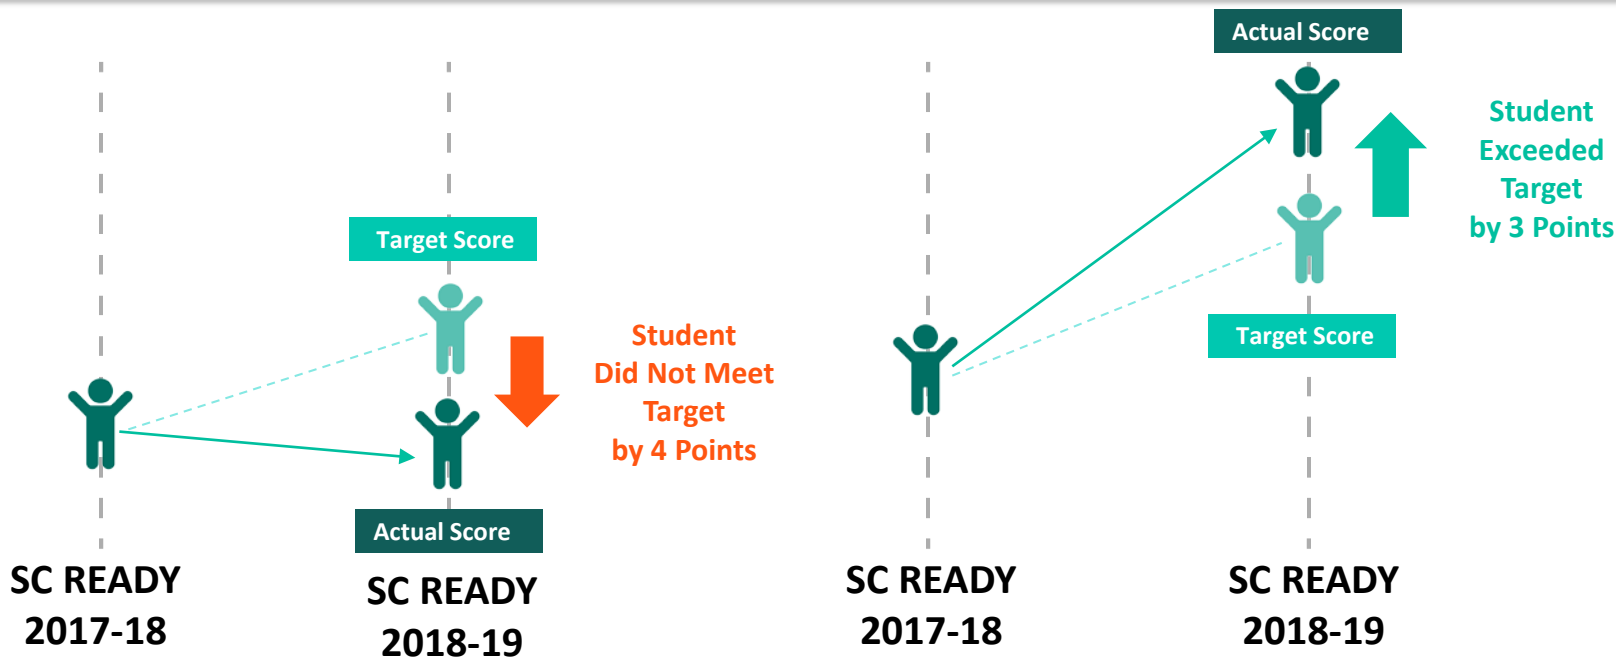 Target Score
Student
Did Not Meet
Target
by 4 Points
Actual Score
SC READY
2017-18
SC READY
2018-19
Actual Score
Student
Exceeded
Target
by 3 Points
Target Score
SC READY
2017-18
SC READY
2018-19